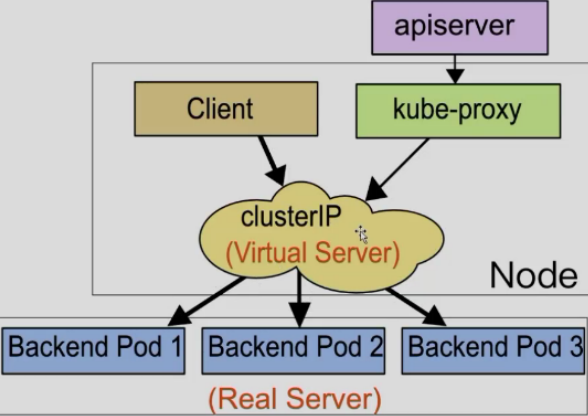 apiserver
Client
kube-proxy
clusterIP
(Virtual Server)
Node
Backend Pod 1
Backend Pod 2
Backend Pod 3
(Real Server)